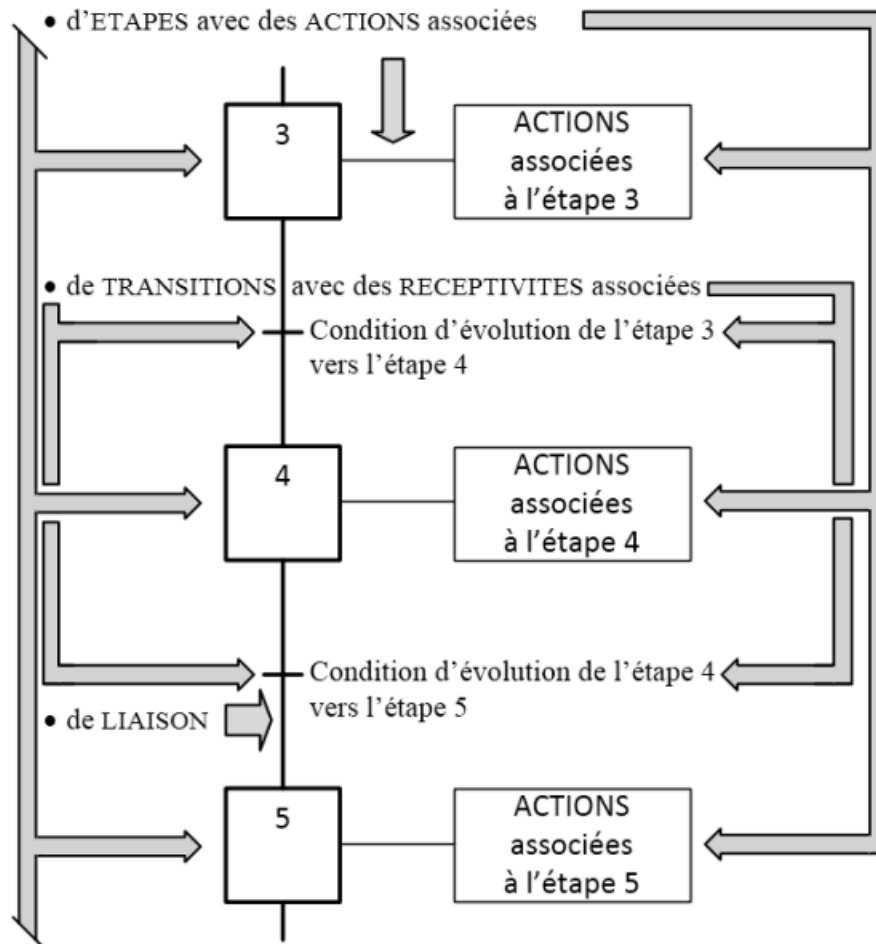 • d'ETAPES avec des ACTIONS associées
3
ACTIONS
associées
à l'étape 3
• de TRANSITIONS avec des RECEPTIVITES associées
Condition d'évolution de l'étape 3
vers l'étape 4
4
ACTIONS
associées
à l'étape 4
Condition d'évolution de l'étape 4
vers l'étape 5
• de LIAISON
5
ACTIONS
associées
à l'étape 5